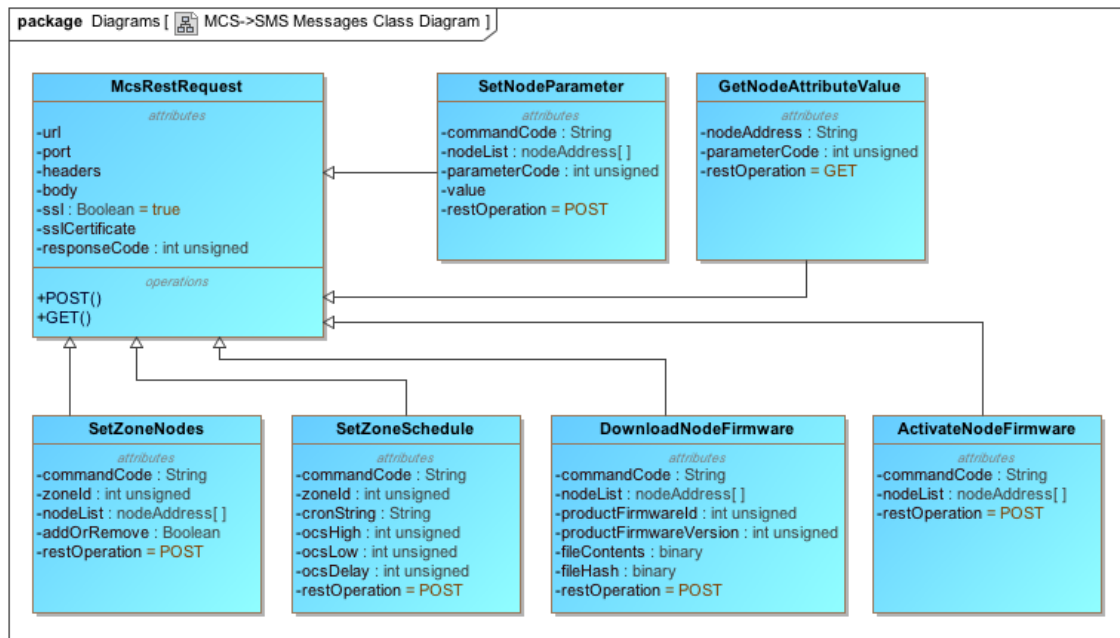 package Diagrams [ MCS->SMS Messages Class Diagram ]
McsRestRequest
attributes
-url
-port
-headers
-body
-ssl : Boolean = true
-sslCertificate
-responseCode : int unsigned
operations
+POST()
+GET()
SetNodeParameter
attributes
-commandCode : String
-nodeList : nodeAddress[ ]
-parameterCode : int unsigned
-value
-restOperation = POST
GetNodeAttributeValue
attributes
-nodeAddress : String
-parameterCode : int unsigned
-restOperation = GET
SetZoneNodes
attributes
-commandCode : String
-zoneId : int unsigned
-nodeList : nodeAddress[ ]
-addOrRemove : Boolean
-restOperation = POST
SetZoneSchedule
attributes
-commandCode : String
-zoneId : int unsigned
-cronString : String
-ocsHigh : int unsigned
-ocsLow : int unsigned
-ocsDelay : int unsigned
-restOperation = POST
DownloadNodeFirmware
attributes
-commandCode : String
-nodeList : nodeAddress[ ]
-productFirmwareId : int unsigned
-productFirmwareVersion : int unsigned
-fileContents : binary
-fileHash : binary
-restOperation = POST
ActivateNodeFirmware
attributes
-commandCode : String
-nodeList : nodeAddress[ ]
-restOperation = POST